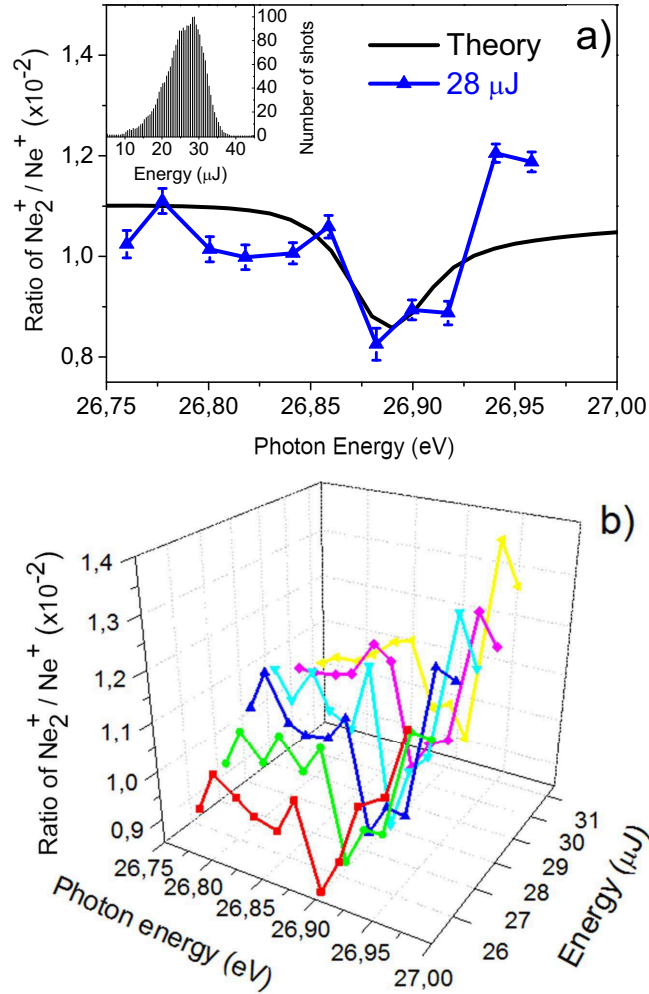 a)
Theory
28 μJ
Ratio of Ne₂⁺ / Ne⁺ (x10⁻²)
1,4
1,2
1,0
0,8
26,75 26,80 26,85 26,90 26,95 27,00
Photon Energy (eV)
100
80
60
40
20
0
Number of shots
10 20 30 40
Energy (μJ)
b)
Ratio of Ne₂⁺ / Ne⁺ (x10⁻²)
1,4
1,3
1,2
1,1
1,0
0,9
26,75
26,80
26,85
26,90
26,95
27,00
Photon energy (eV)
31
30
29
28
27
26
Energy (μJ)